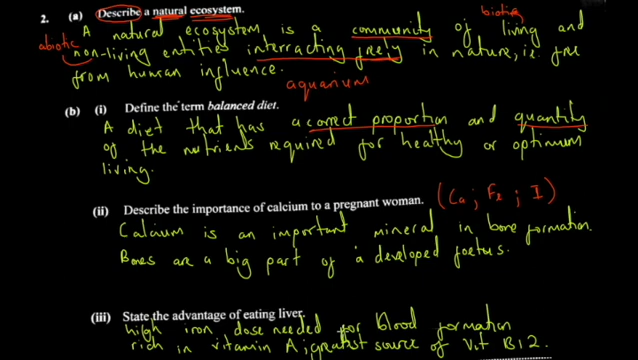 2. (a) Describe a natural ecosystem.
biotic
A natural ecosystem is a community of living and
abiotic
non-living entities interracting freely in nature, i.e. free
from human influence.
aquarium
(b) (i) Define the term balanced diet.
A diet that has a correct proportion and quantity
of the nutriens required for healthy or optimum
living.
(ii) Describe the importance of calcium to a pregnant woman. (Ca ; Fe ; I)
Calcium is an important mineral in bone formation.
Bones are a big part of a developed foetus.
(iii) State the advantage of eating liver.
high iron dose needed for blood formation
rich in vitamin A; greatest source of Vit B12.